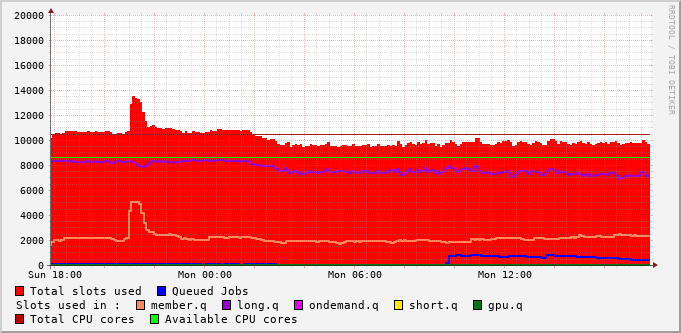 RRDTOOL / TOBI OETIKER
20000
18000
16000
14000
12000
10000
8000
6000
4000
2000
0
Sun 18:00 Mon 00:00 Mon 06:00 Mon 12:00
Total slots used Queued Jobs
Slots used in : member.q long.q ondemand.q short.q gpu.q
Total CPU cores Available CPU cores